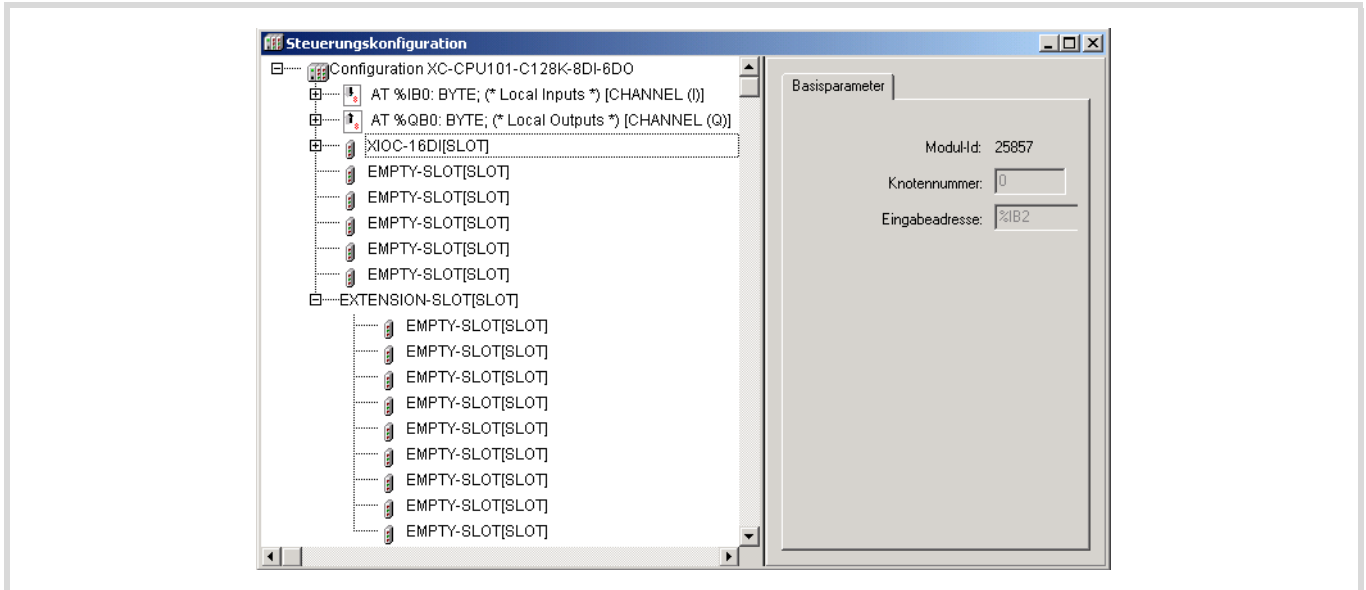 Steuerungskonfiguration
Configuration XC-CPU101-C128K-8DI-6DO
AT %IB0: BYTE; (* Local Inputs *) [CHANNEL (I)]
AT %QB0: BYTE; (* Local Outputs *) [CHANNEL (Q)]
XIOC-16DI[SLOT]
EMPTY-SLOT[SLOT]
EMPTY-SLOT[SLOT]
EMPTY-SLOT[SLOT]
EMPTY-SLOT[SLOT]
EMPTY-SLOT[SLOT]
EXTENSION-SLOT[SLOT]
EMPTY-SLOT[SLOT]
EMPTY-SLOT[SLOT]
EMPTY-SLOT[SLOT]
EMPTY-SLOT[SLOT]
EMPTY-SLOT[SLOT]
EMPTY-SLOT[SLOT]
EMPTY-SLOT[SLOT]
EMPTY-SLOT[SLOT]
EMPTY-SLOT[SLOT]
Basisparameter
Modul-Id: 25857
Knotennummer: 0
Eingabeadresse: %IB2